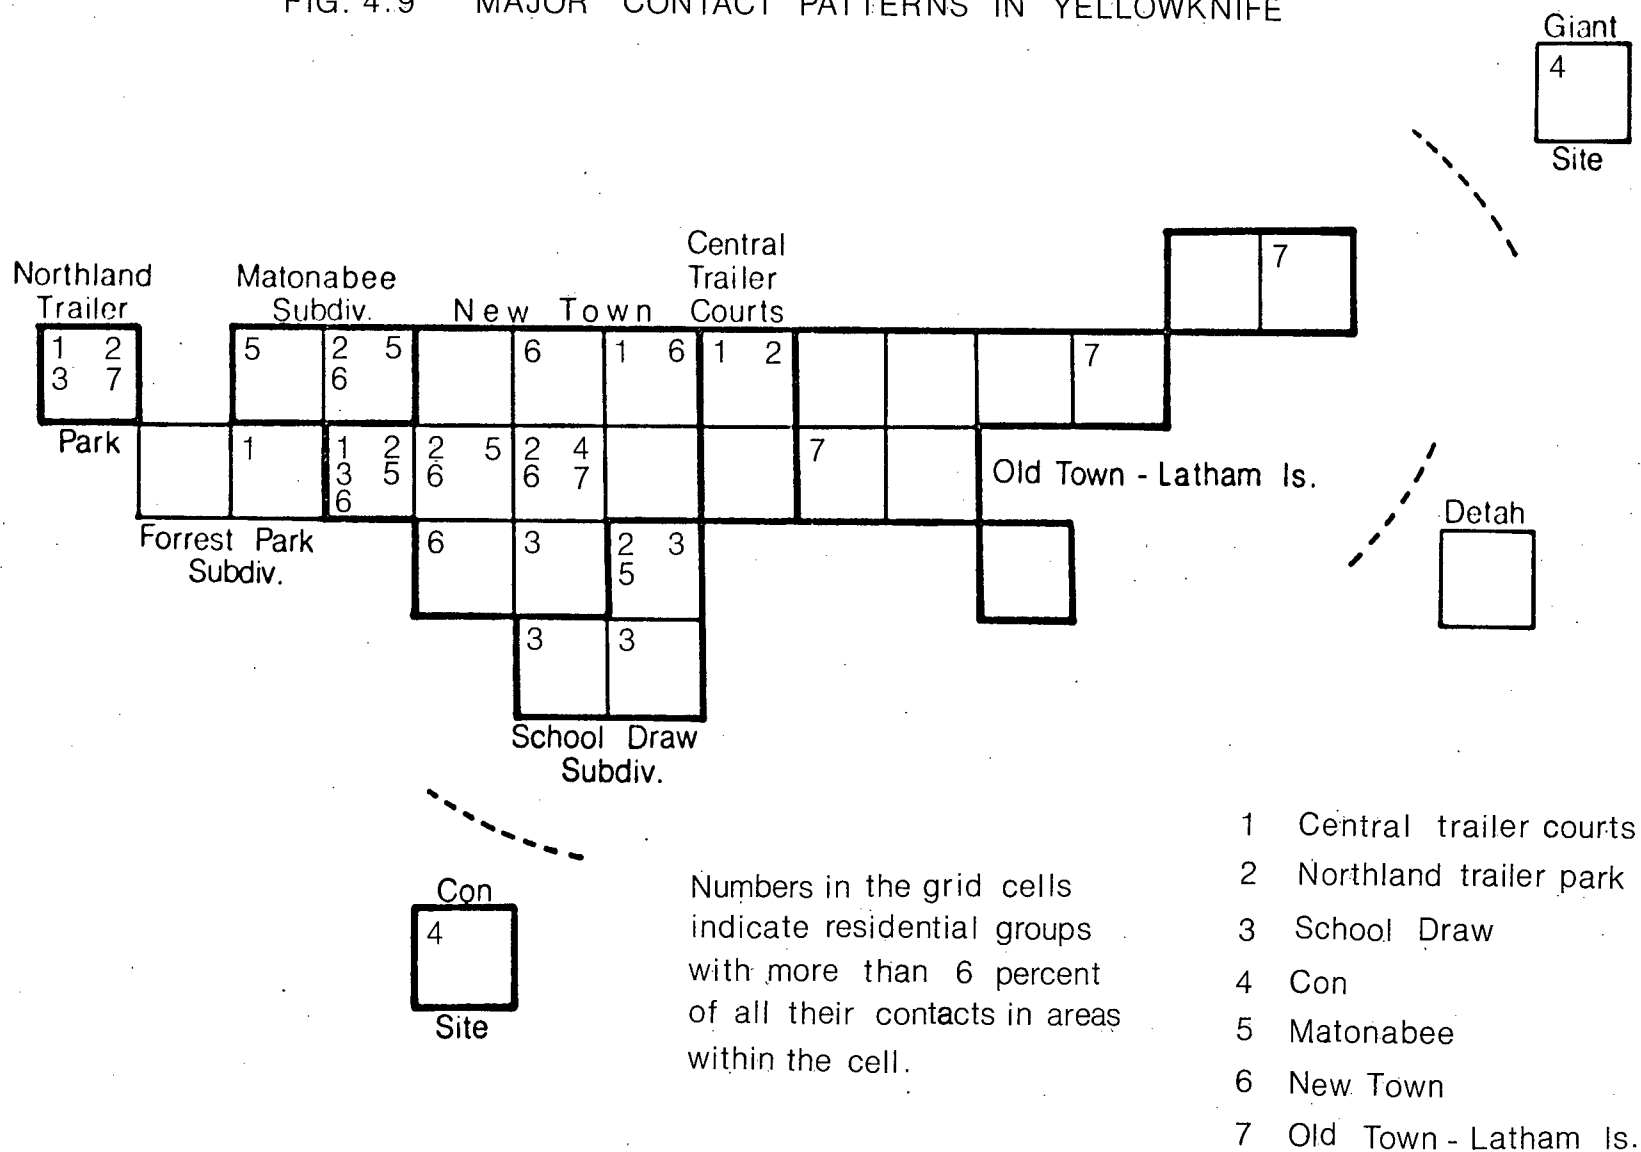 FIG. 4.9 MAJOR CONTACT PATTERNS IN YELLOWKNIFE
Giant
4
Site
Central
Trailer
Courts
Northland
Trailer
Matonabee
Subdiv.
New Town
7
1 2
3 7
5
2 5
6
6
1 6
1 2
7
Park
1
1 2
3 5
6
2 5
6
2 4
6 7
7
Old Town - Latham Is.
Forrest Park
Subdiv.
6
3
2 3
5
Detah
3
3
School Draw
Subdiv.
Con
4
Site
Numbers in the grid cells
indicate residential groups
with more than 6 percent
of all their contacts in areas
within the cell.
1 Central trailer courts
2 Northland trailer park
3 School Draw
4 Con
5 Matonabee
6 New Town
7 Old Town - Latham Is.